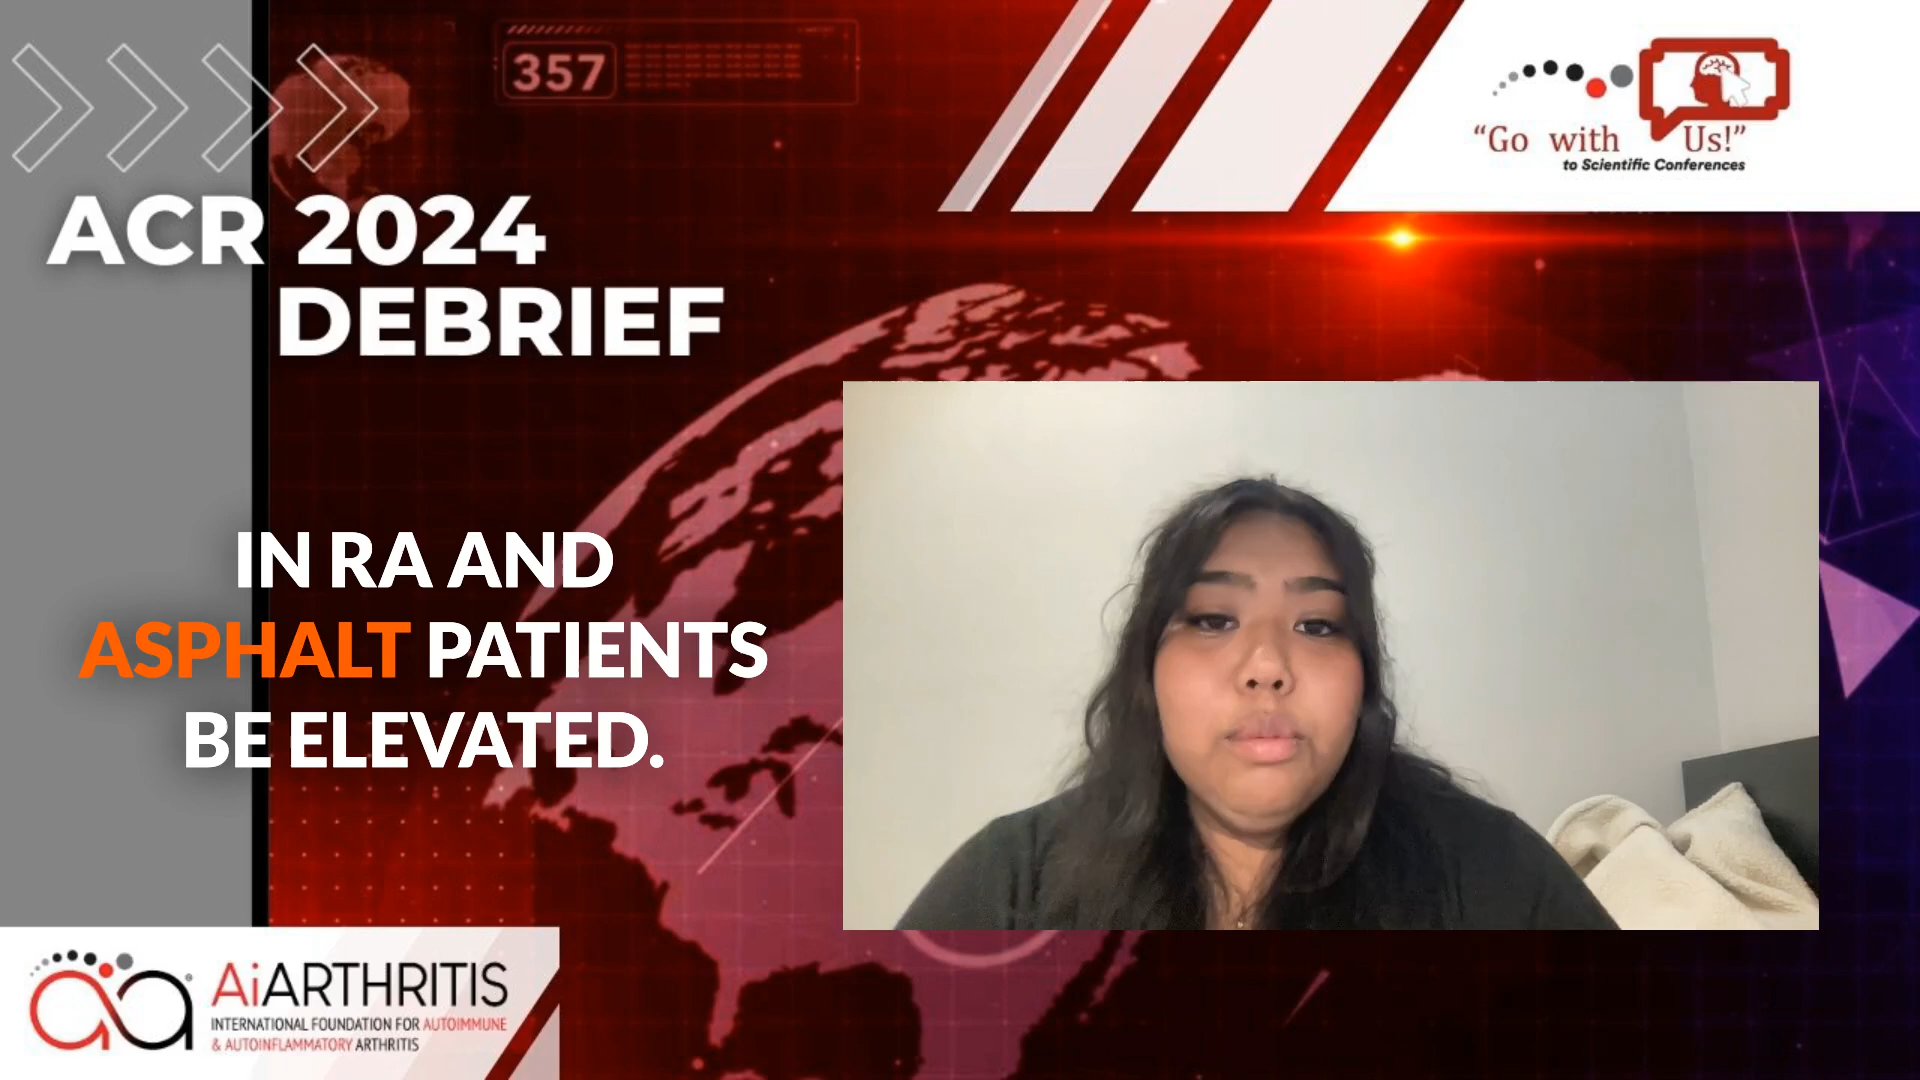 357
“Go with Us!”
to Scientific Conferences
ACR 2024
DEBRIEF
IN RA AND
ASPHALT PATIENTS
BE ELEVATED.
AiARTHRITIS
INTERNATIONAL FOUNDATION FOR AUTOIMMUNE
& AUTOINFLAMMATORY ARTHRITIS